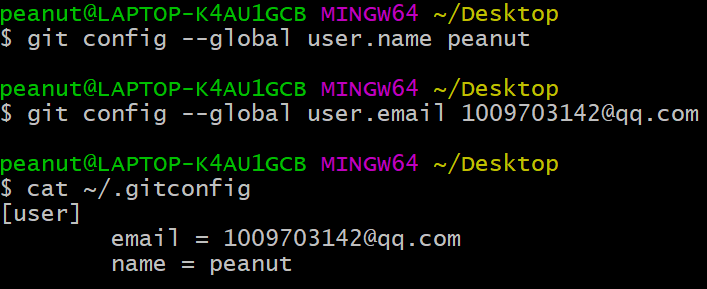 peanut@LAPTOP-K4AU1GCB MINGW64 ~/Desktop
$ git config --global user.name peanut
peanut@LAPTOP-K4AU1GCB MINGW64 ~/Desktop
$ git config --global user.email 1009703142@qq.com
peanut@LAPTOP-K4AU1GCB MINGW64 ~/Desktop
$ cat ~/.gitconfig
[user]
email = 1009703142@qq.com
name = peanut